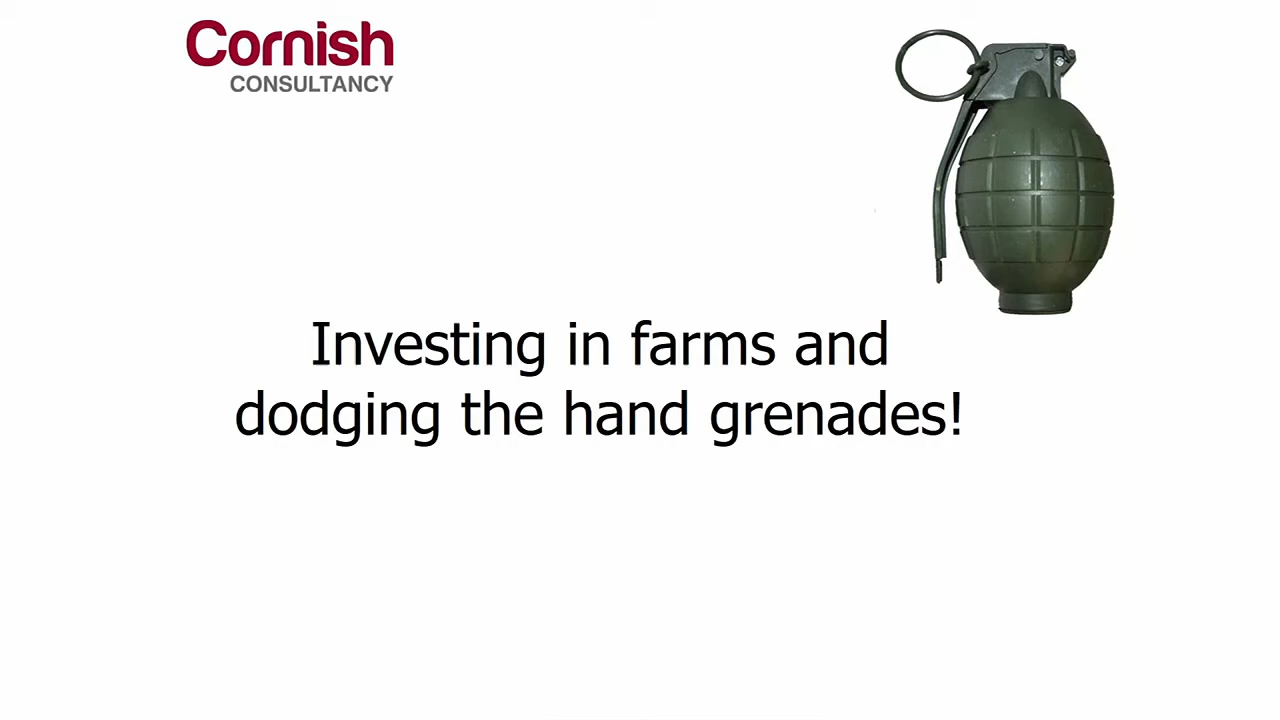 Cornish
CONSULTANCY
Investing in farms and
dodging the hand grenades!